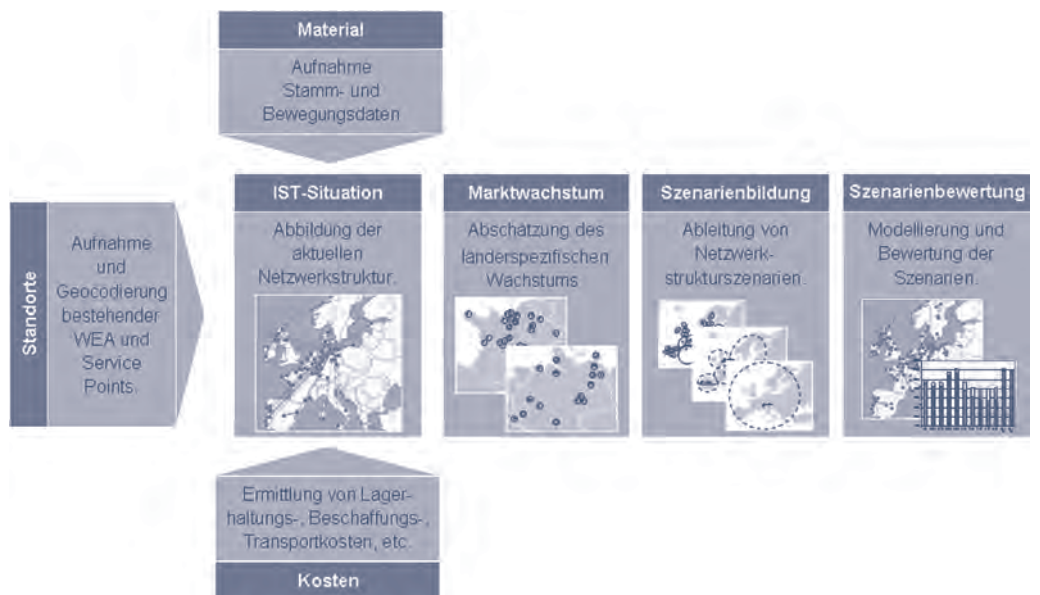 Material
Aufnahme
Stamm- und
Bewegungsdaten
Standorte
Aufnahme
und
Geocodierung
bestehender
WEA und
Service
Points.
IST-Situation
Abbildung der
aktuellen
Netzwerkstruktur.
Marktwachstum
Abschätzung des
länderspezifischen
Wachstums
Szenarienbildung
Ableitung von
Netzwerk-
strukturszenarien.
Szenarienbewertung
Modellierung und
Bewertung der
Szenarien.
Ermittlung von Lager-
haltungs-, Beschaffungs-,
Transportkosten, etc.
Kosten